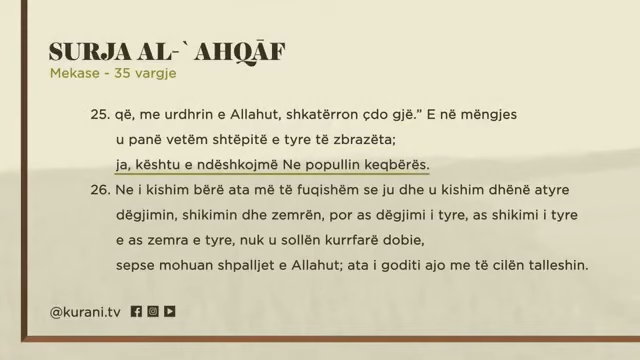 SURJA AL-`AHQĀF
Mekase - 35 vargje
25. që, me urdhrin e Allahut, shkatërron çdo gjë.” E në mëngjes
u panë vetëm shtëpitë e tyre të zbrazëta;
ja, kështu e ndëshkojmë Ne popullin keqbërës.
26. Ne i kishim bërë ata më të fuqishëm se ju dhe u kishim dhënë atyre
dëgjimin, shikimin dhe zemrën, por as dëgjimi i tyre, as shikimi i tyre
e as zemra e tyre, nuk u sollën kurrfarë dobie,
sepse mohuan shpalljet e Allahut; ata i goditi ajo me të cilën talleshin.
@kurani.tv